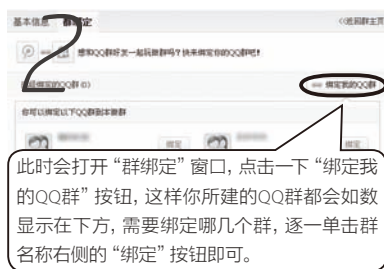 基本信息 群绑定 <<返回群主页
2
想和QQ群好友一起玩微群吗?快来绑定你的QQ群吧!
绑定的QQ群(0) 绑定我的QQ群
你可以绑定以下QQ群到本微群
绑定 绑定
此时会打开“群绑定”窗口,点击一下“绑定我
的QQ群”按钮,这样你所建的QQ群都会如数
显示在下方,需要绑定哪几个群,逐一单击群
名称右侧的“绑定”按钮即可。